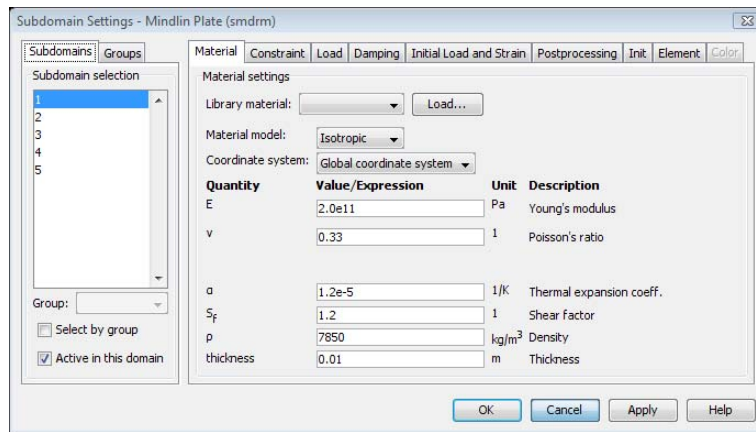 Subdomain Settings - Mindlin Plate (smdrm)
Subdomains Groups
Subdomain selection
1
2
3
4
5
Group:
Select by group
Active in this domain
Material Constraint Load Damping Initial Load and Strain Postprocessing Init Element Color
Material settings
Library material: Load...
Material model: Isotropic
Coordinate system: Global coordinate system
Quantity Value/Expression Unit Description
E 2.0e11 Pa Young's modulus
ν 0.33 1 Poisson's ratio
α 1.2e-5 1/K Thermal expansion coeff.
Sf 1.2 1 Shear factor
ρ 7850 kg/m³ Density
thickness 0.01 m Thickness
OK Cancel Apply Help